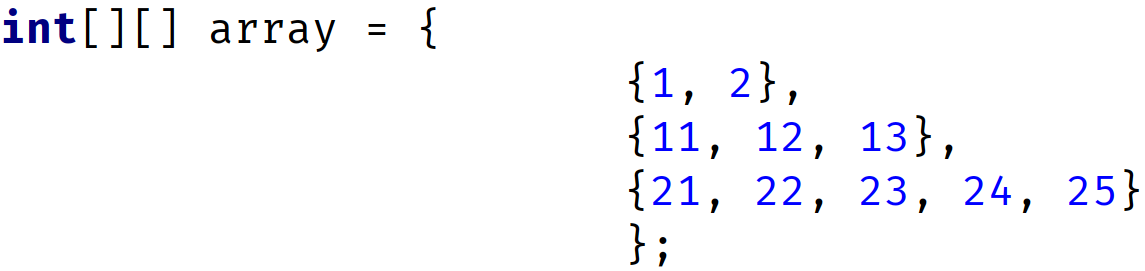 int[][] array = {
{1, 2},
{11, 12, 13},
{21, 22, 23, 24, 25}
};